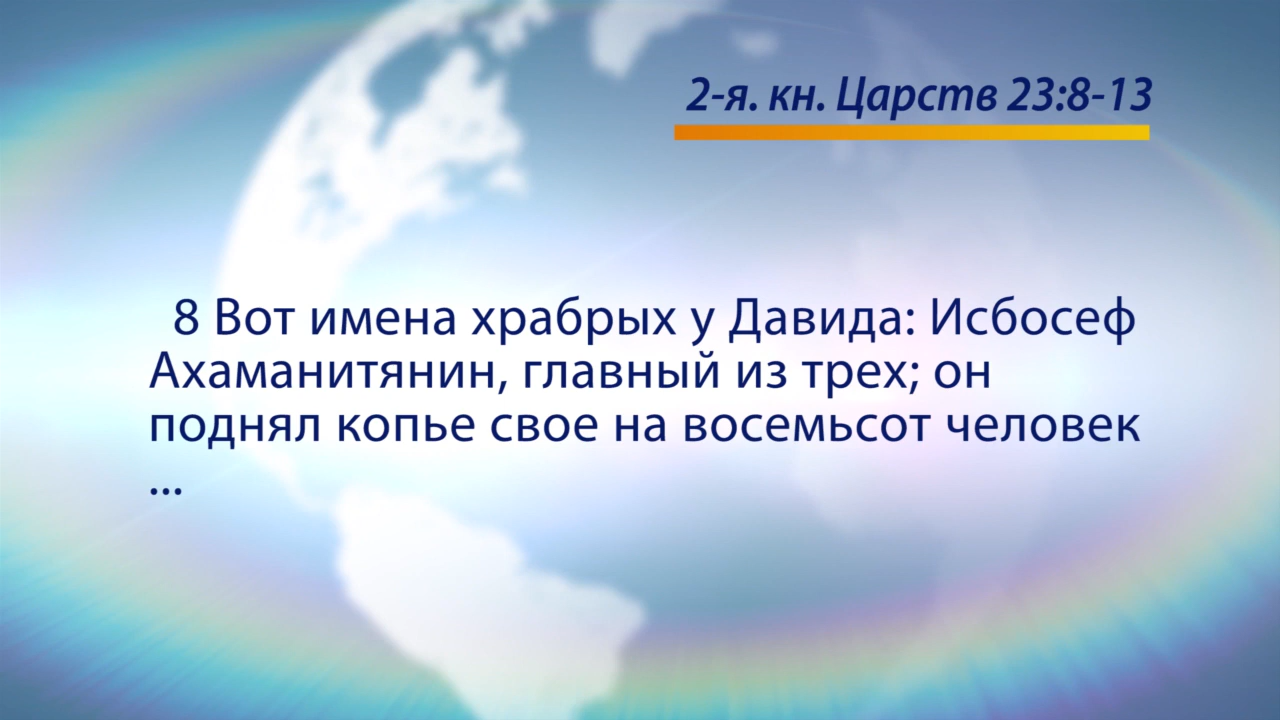 2-я. кн. Царств 23:8-13
8 Вот имена храбрых у Давида: Исбосеф
Ахаманитянин, главный из трех; он
поднял копье свое на восемьсот человек
...